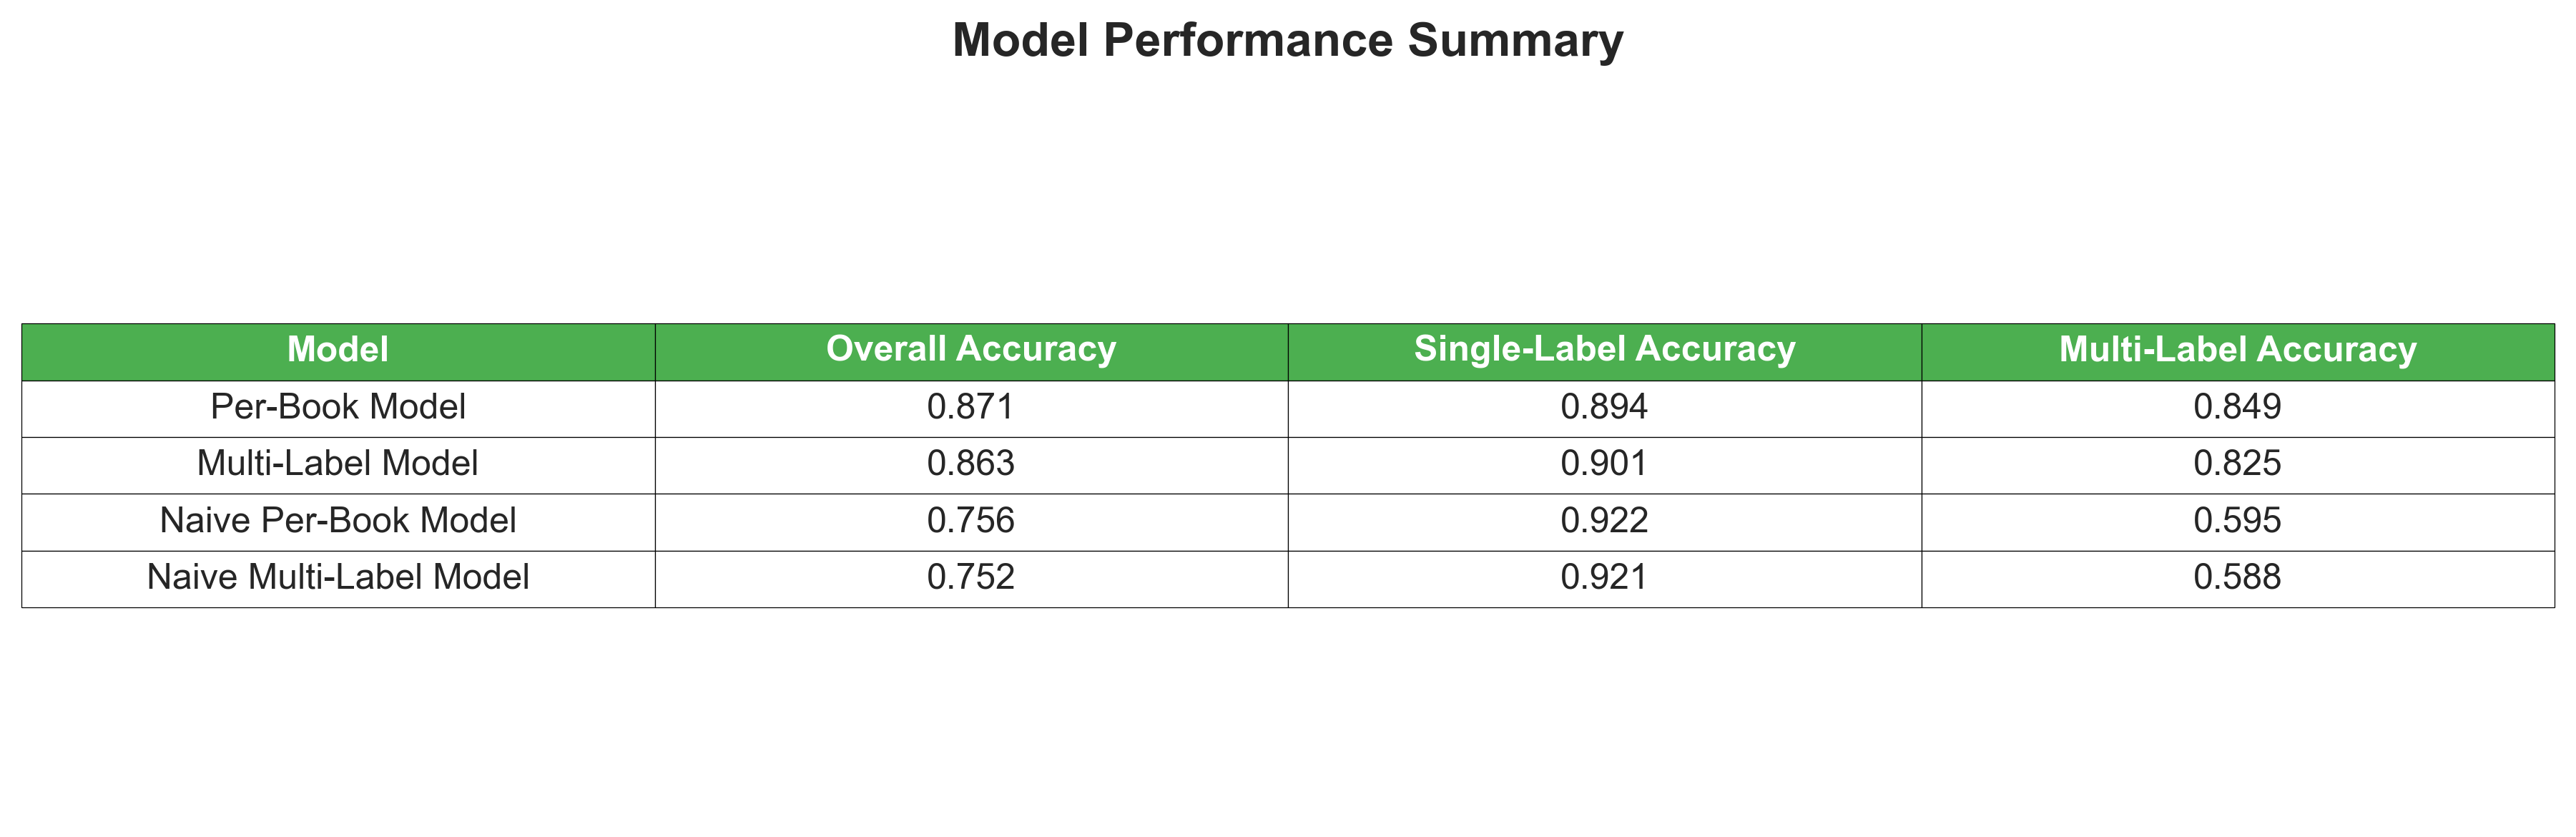 Model Performance Summary
Model Overall Accuracy Single-Label Accuracy Multi-Label Accuracy
Per-Book Model 0.871 0.894 0.849
Multi-Label Model 0.863 0.901 0.825
Naive Per-Book Model 0.756 0.922 0.595
Naive Multi-Label Model 0.752 0.921 0.588